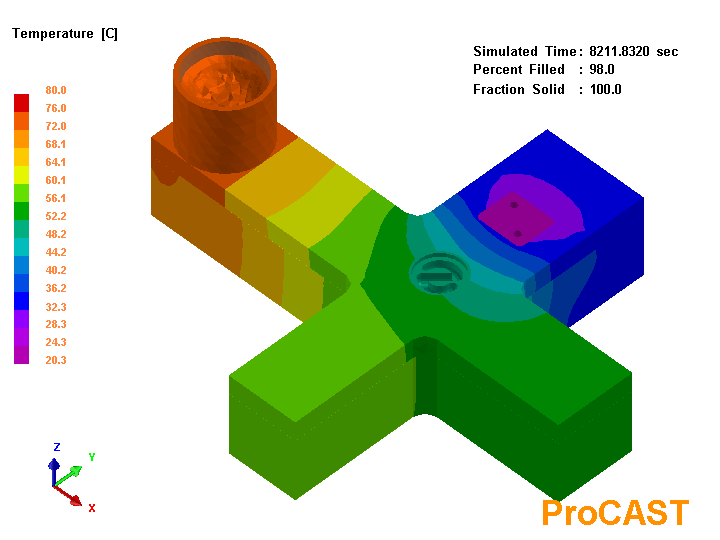 Temperature [C]
Simulated Time: 8211.8320 sec
Percent Filled : 98.0
Fraction Solid : 100.0
80.0
76.0
72.0
68.1
64.1
60.1
56.1
52.2
48.2
44.2
40.2
36.2
32.3
28.3
24.3
20.3
Z
Y
X
ProCAST